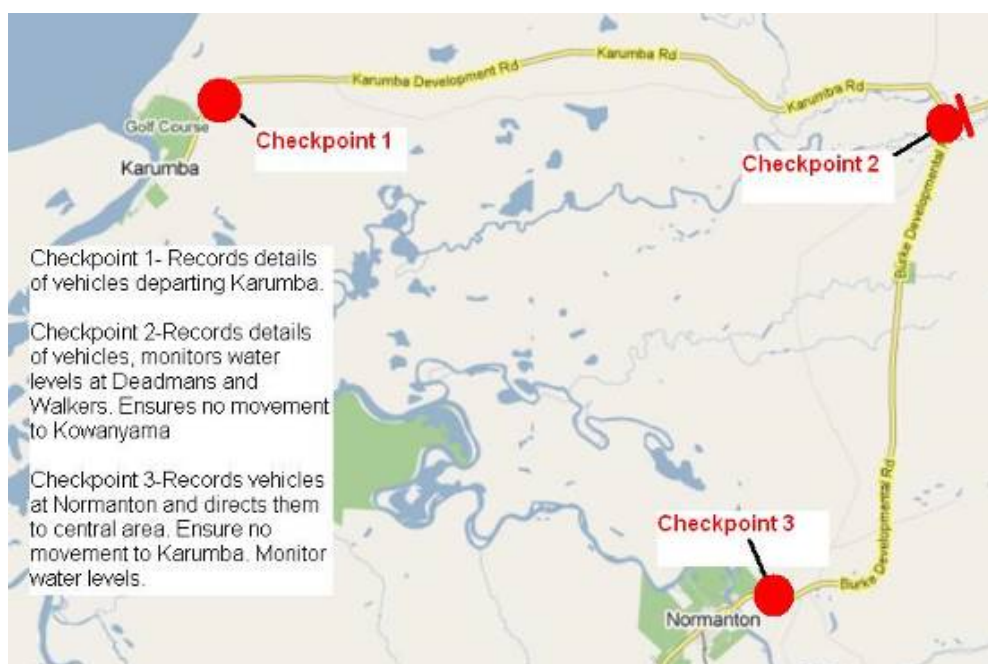 Karumba Development Rd
Karumba Rd
Karumba Rd
Golf Course
Checkpoint 1
Karumba
Checkpoint 2
Burke Developmental
Checkpoint 1- Records details
of vehicles departing Karumba.
Checkpoint 2-Records details
of vehicles, monitors water
levels at Deadmans and
Walkers. Ensures no movement
to Kowanyama
Checkpoint 3-Records vehicles
at Normanton and directs them
to central area. Ensure no
movement to Karumba. Monitor
water levels.
Burke Developmental Rd
Checkpoint 3
Burke Developmental Rd
Normanton